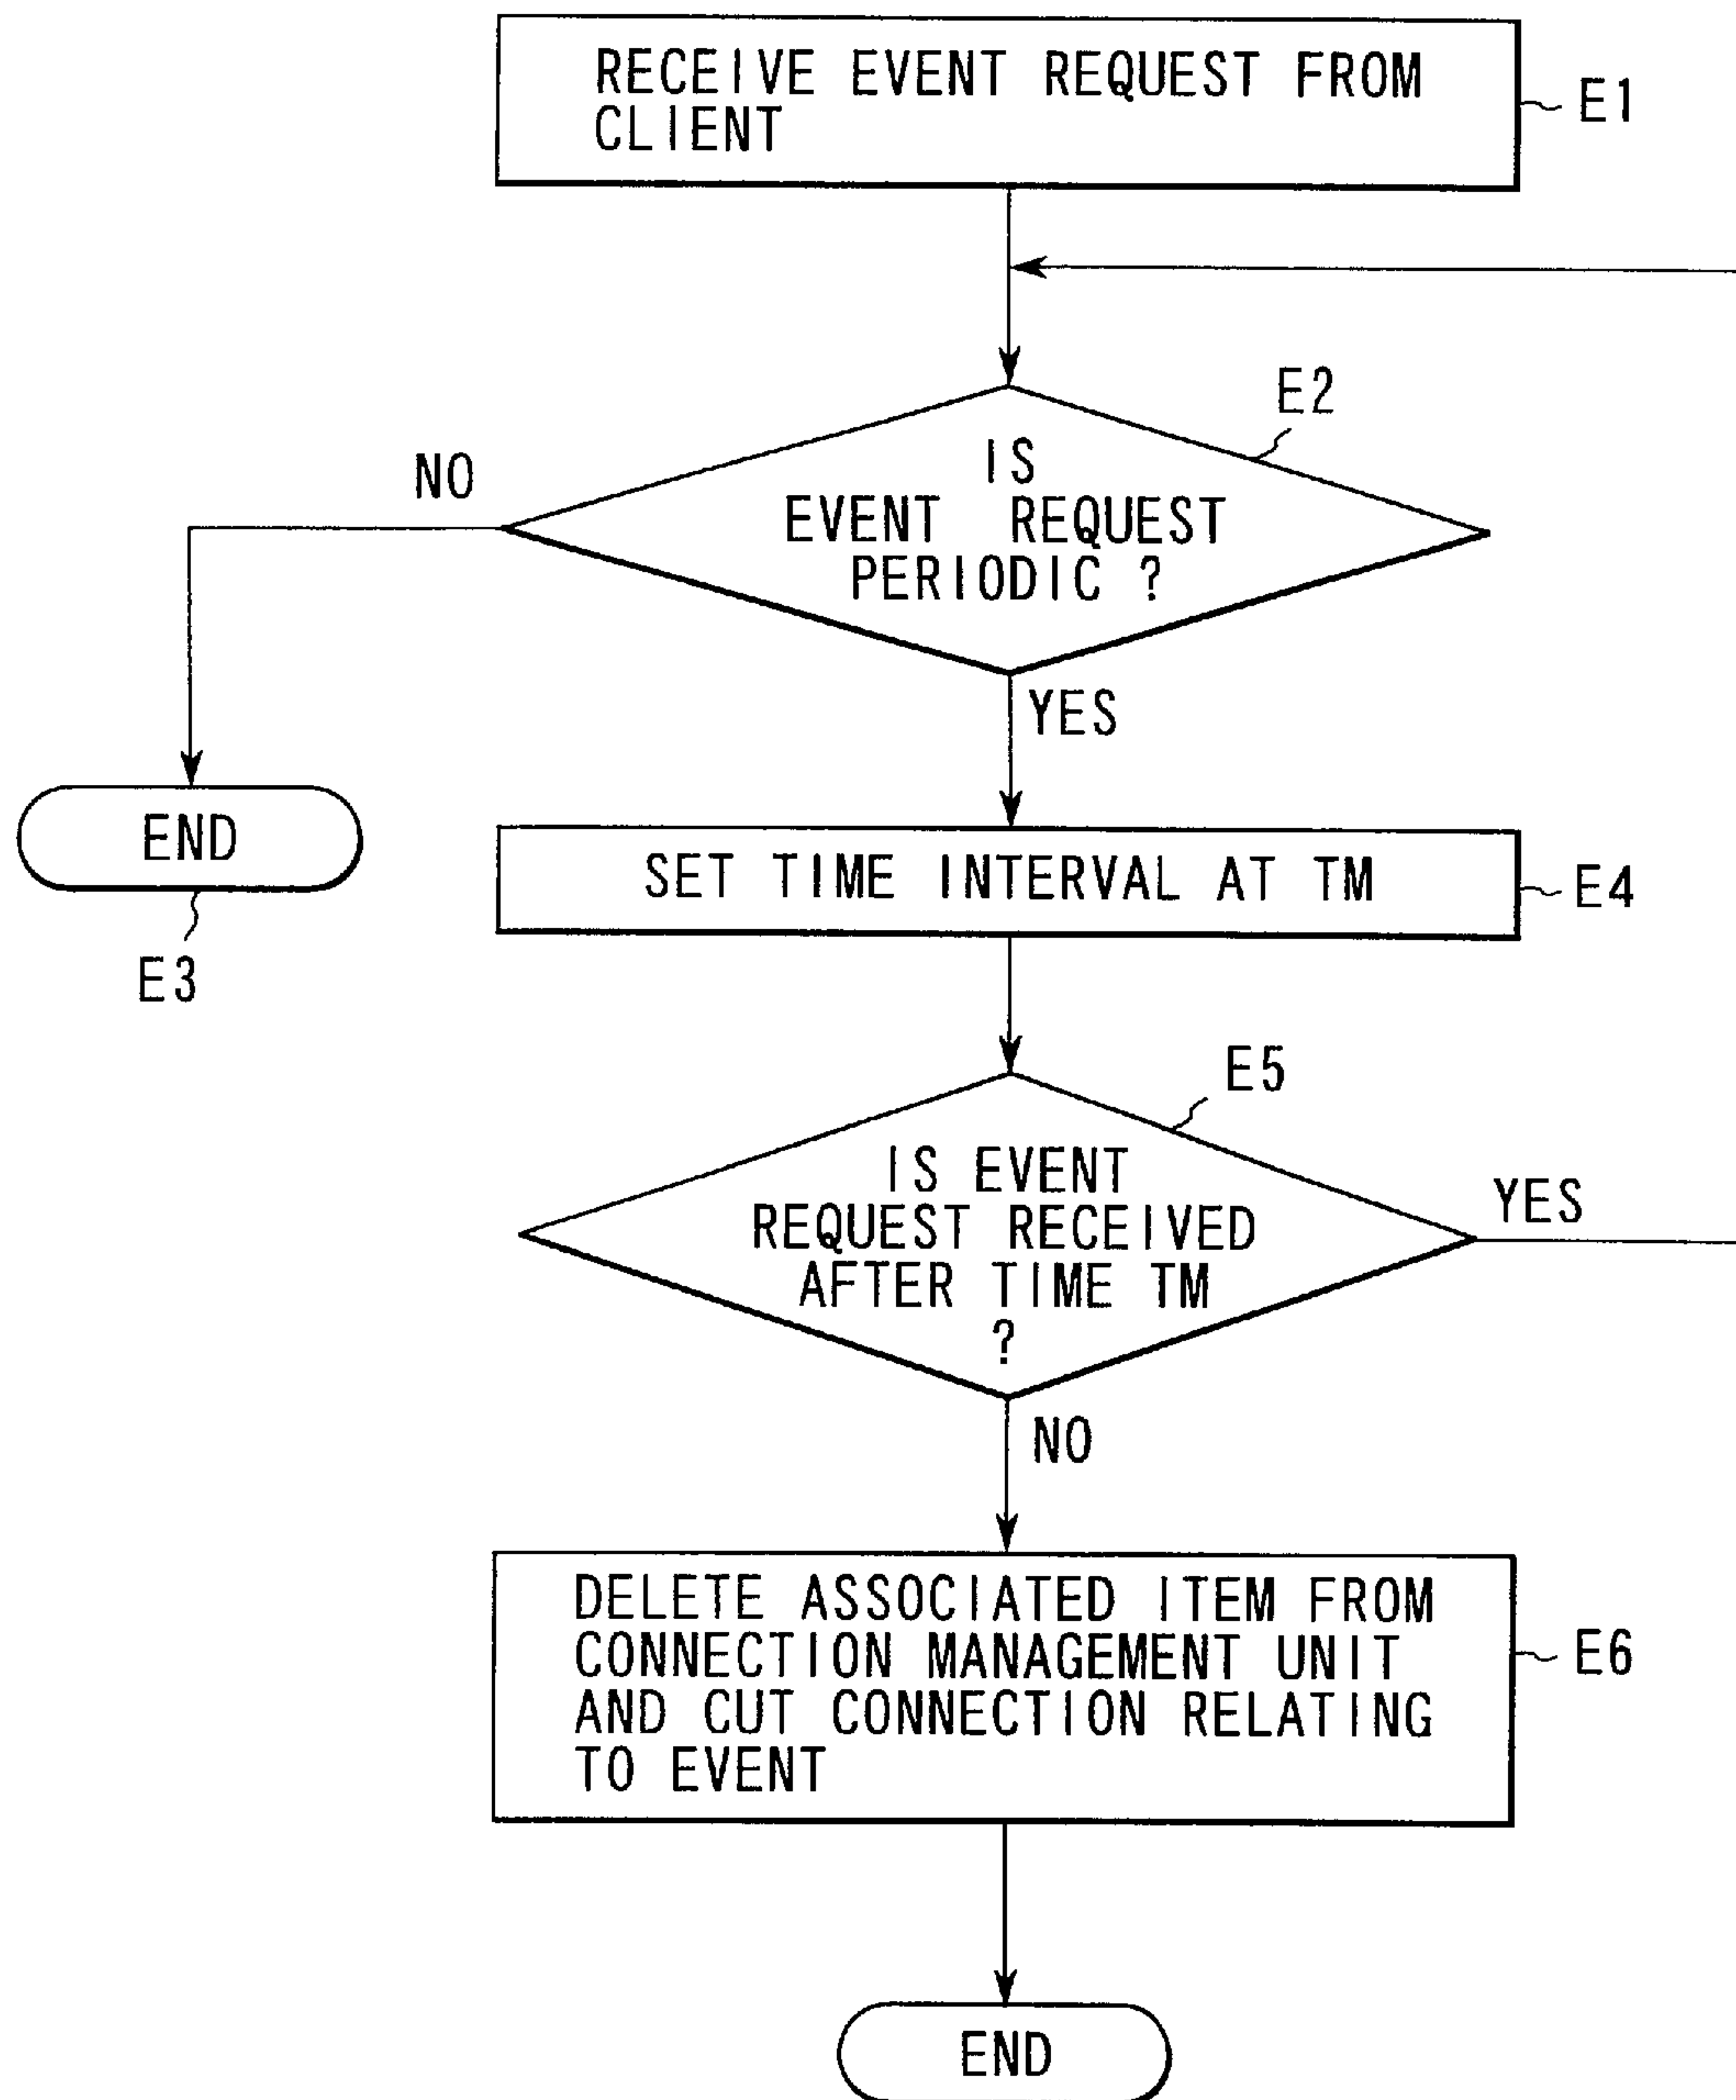 RECEIVE EVENT REQUEST FROM
CLIENT
E1
E2
IS
EVENT REQUEST
PERIODIC ?
NO
YES
END
E3
SET TIME INTERVAL AT TM
E4
E5
IS EVENT
REQUEST RECEIVED
AFTER TIME TM
?
YES
NO
DELETE ASSOCIATED ITEM FROM
CONNECTION MANAGEMENT UNIT
AND CUT CONNECTION RELATING
TO EVENT
E6
END